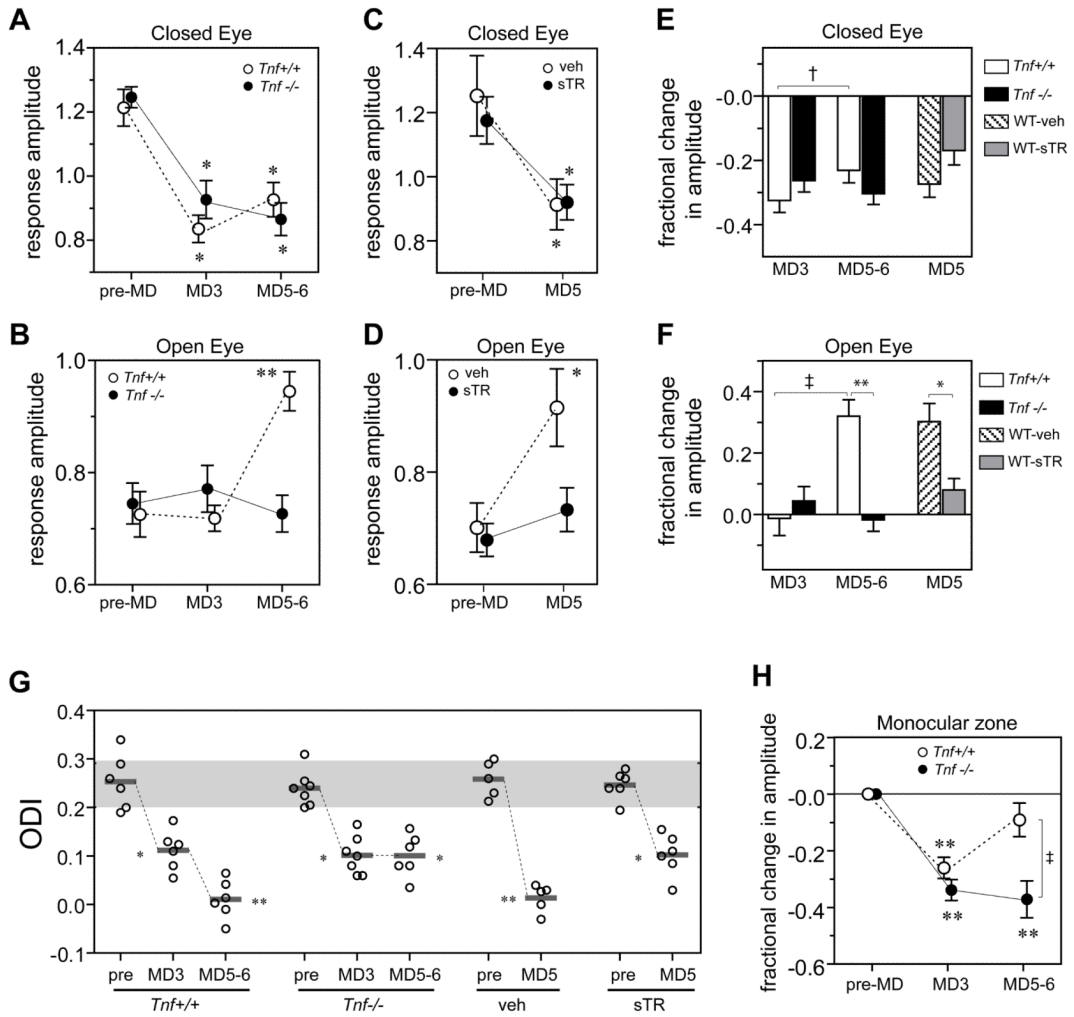 A
Closed Eye
response amplitude
1.4
1.2
1.0
0.8
Tnf+/+
Tnf -/-
*
*
*
*
pre-MD MD3 MD5-6
C
Closed Eye
response amplitude
1.4
1.2
1.0
0.8
veh
sTR
*
*
pre-MD MD5
E
Closed Eye
fractional change
in amplitude
-0.0
-0.2
-0.4
†
Tnf+/+
Tnf -/-
WT-veh
WT-sTR
MD3 MD5-6 MD5
B
Open Eye
response amplitude
1.0
0.8
0.6
Tnf+/+
Tnf -/-
**
pre-MD MD3 MD5-6
D
Open Eye
response amplitude
1.0
0.8
0.6
veh
sTR
*
pre-MD MD5
F
Open Eye
fractional change
in amplitude
0.4
0.2
0.0
‡ ** *
Tnf+/+
Tnf -/-
WT-veh
WT-sTR
MD3 MD5-6 MD5
G
ODI
0.4
0.3
0.2
0.1
0.0
-0.1
* ** * * ** *
pre MD3 MD5-6 pre MD3 MD5-6 pre MD5 pre MD5
Tnf+/+ Tnf-/- veh sTR
H
Monocular zone
fractional change in amplitude
0.2
-0.0
-0.2
-0.4
-0.6
Tnf+/+
Tnf -/-
**
‡
**
**
pre-MD MD3 MD5-6